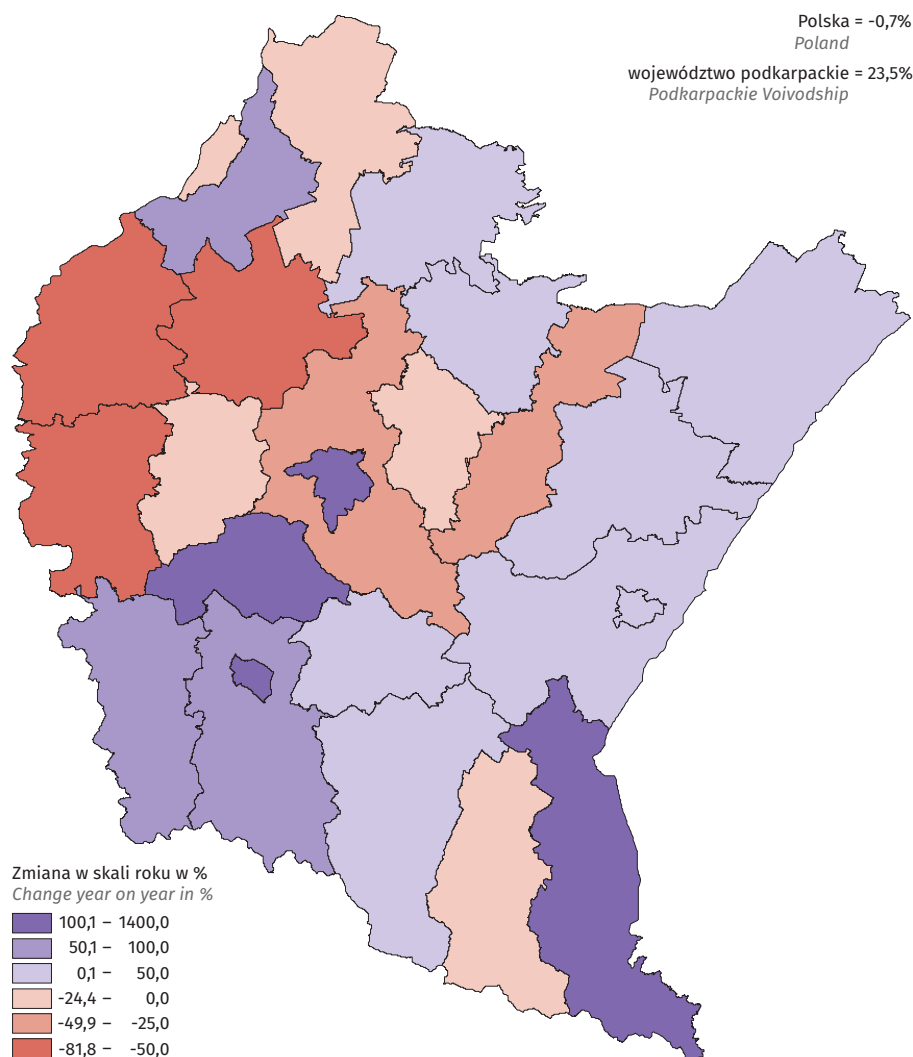 Polska = -0,7%
Poland
województwo podkarpackie = 23,5%
Podkarpackie Voivodship
Zmiana w skali roku w %
Change year on year in %
100,1 – 1400,0
50,1 – 100,0
0,1 – 50,0
-24,4 – 0,0
-49,9 – -25,0
-81,8 – -50,0